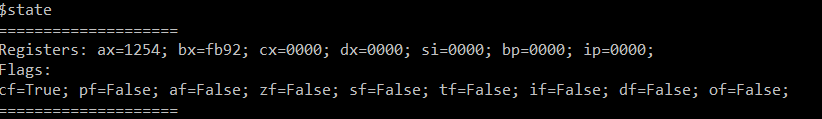 $state
====================
Registers: ax=1254; bx=fb92; cx=0000; dx=0000; si=0000; bp=0000; ip=0000;
Flags:
cf=True; pf=False; af=False; zf=False; sf=False; tf=False; if=False; df=False; of=False;
====================